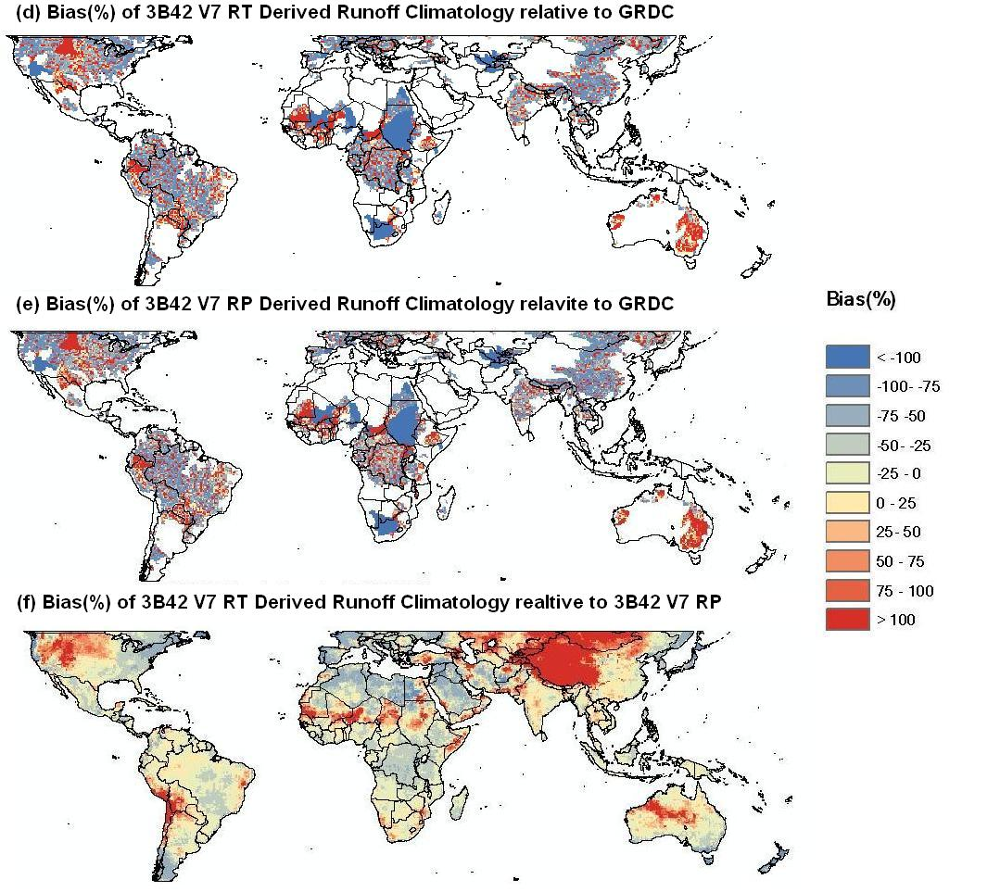 (d) Bias(%) of 3B42 V7 RT Derived Runoff Climatology relative to GRDC
(e) Bias(%) of 3B42 V7 RP Derived Runoff Climatology relavite to GRDC
Bias(%)
< -100
-100- -75
-75 -50
-50- -25
-25 - 0
0 - 25
25- 50
50 - 75
75 - 100
> 100
(f) Bias(%) of 3B42 V7 RT Derived Runoff Climatology realtive to 3B42 V7 RP